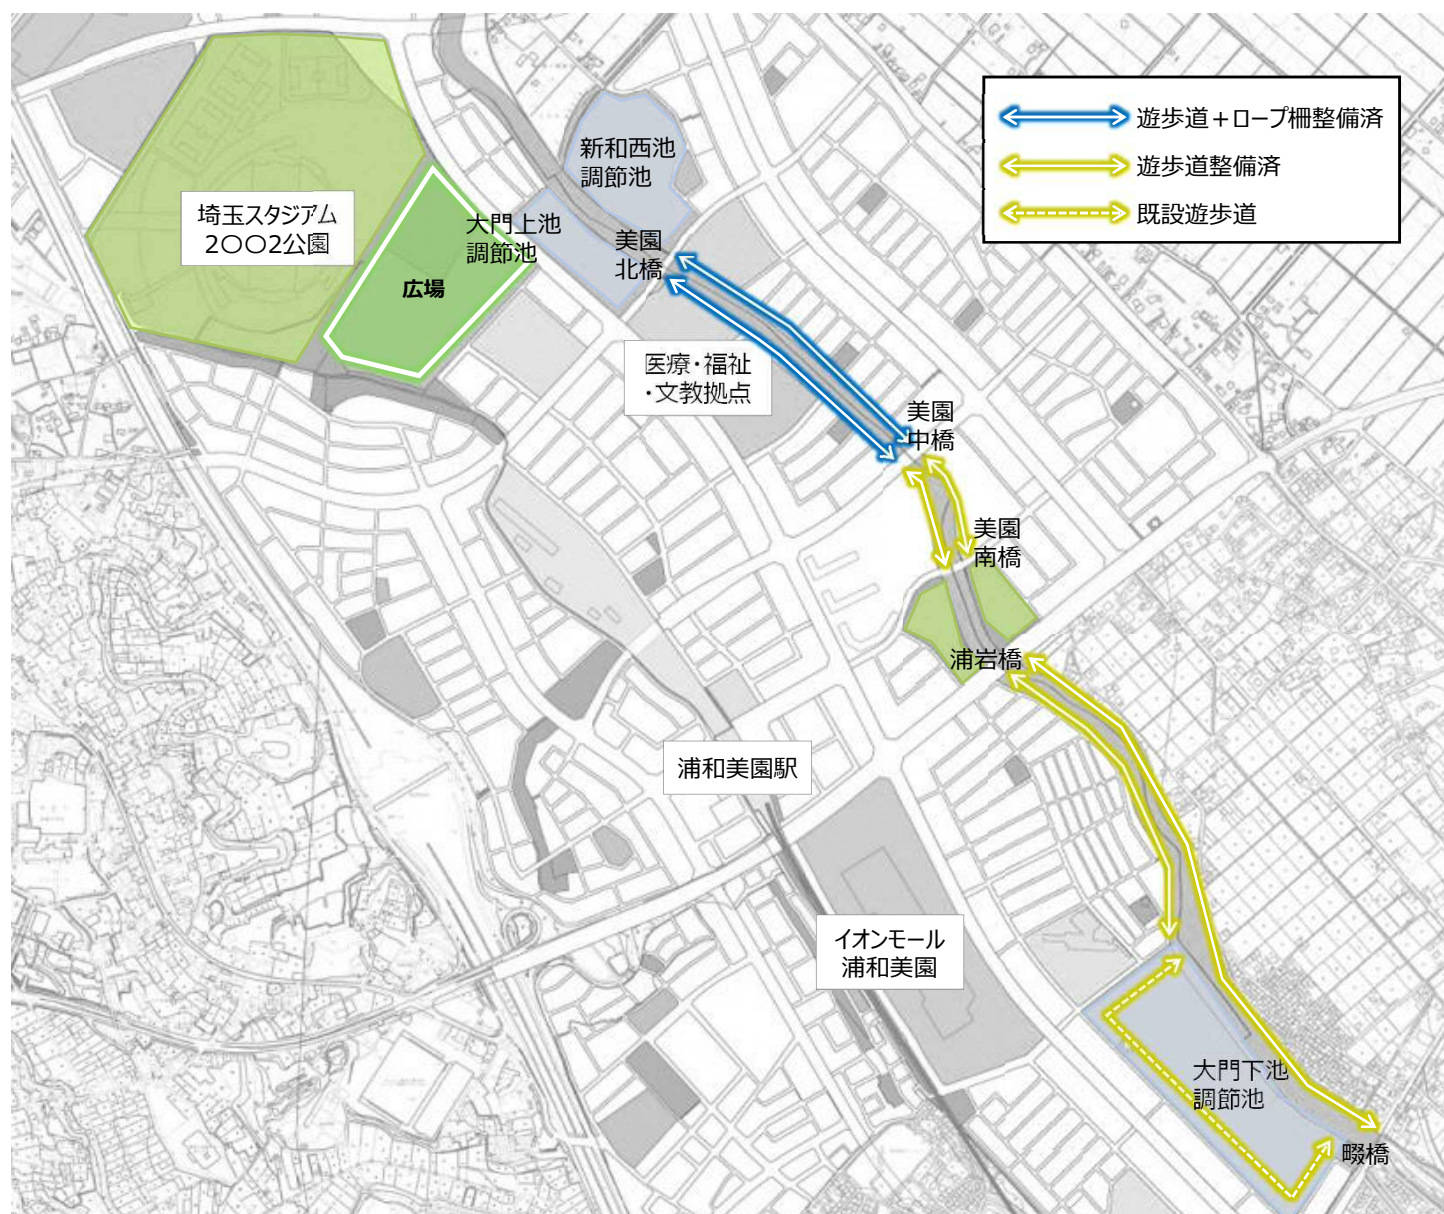 遊歩道＋ロープ柵整備済
遊歩道整備済
既設遊歩道
新和西池
調節池
埼玉スタジアム
2〇〇2公園
大門上池
調節池
広場
美園
北橋
医療・福祉
・文教拠点
美園
中橋
美園
南橋
浦岩橋
浦和美園駅
イオンモール
浦和美園
大門下池
調節池
畷橋